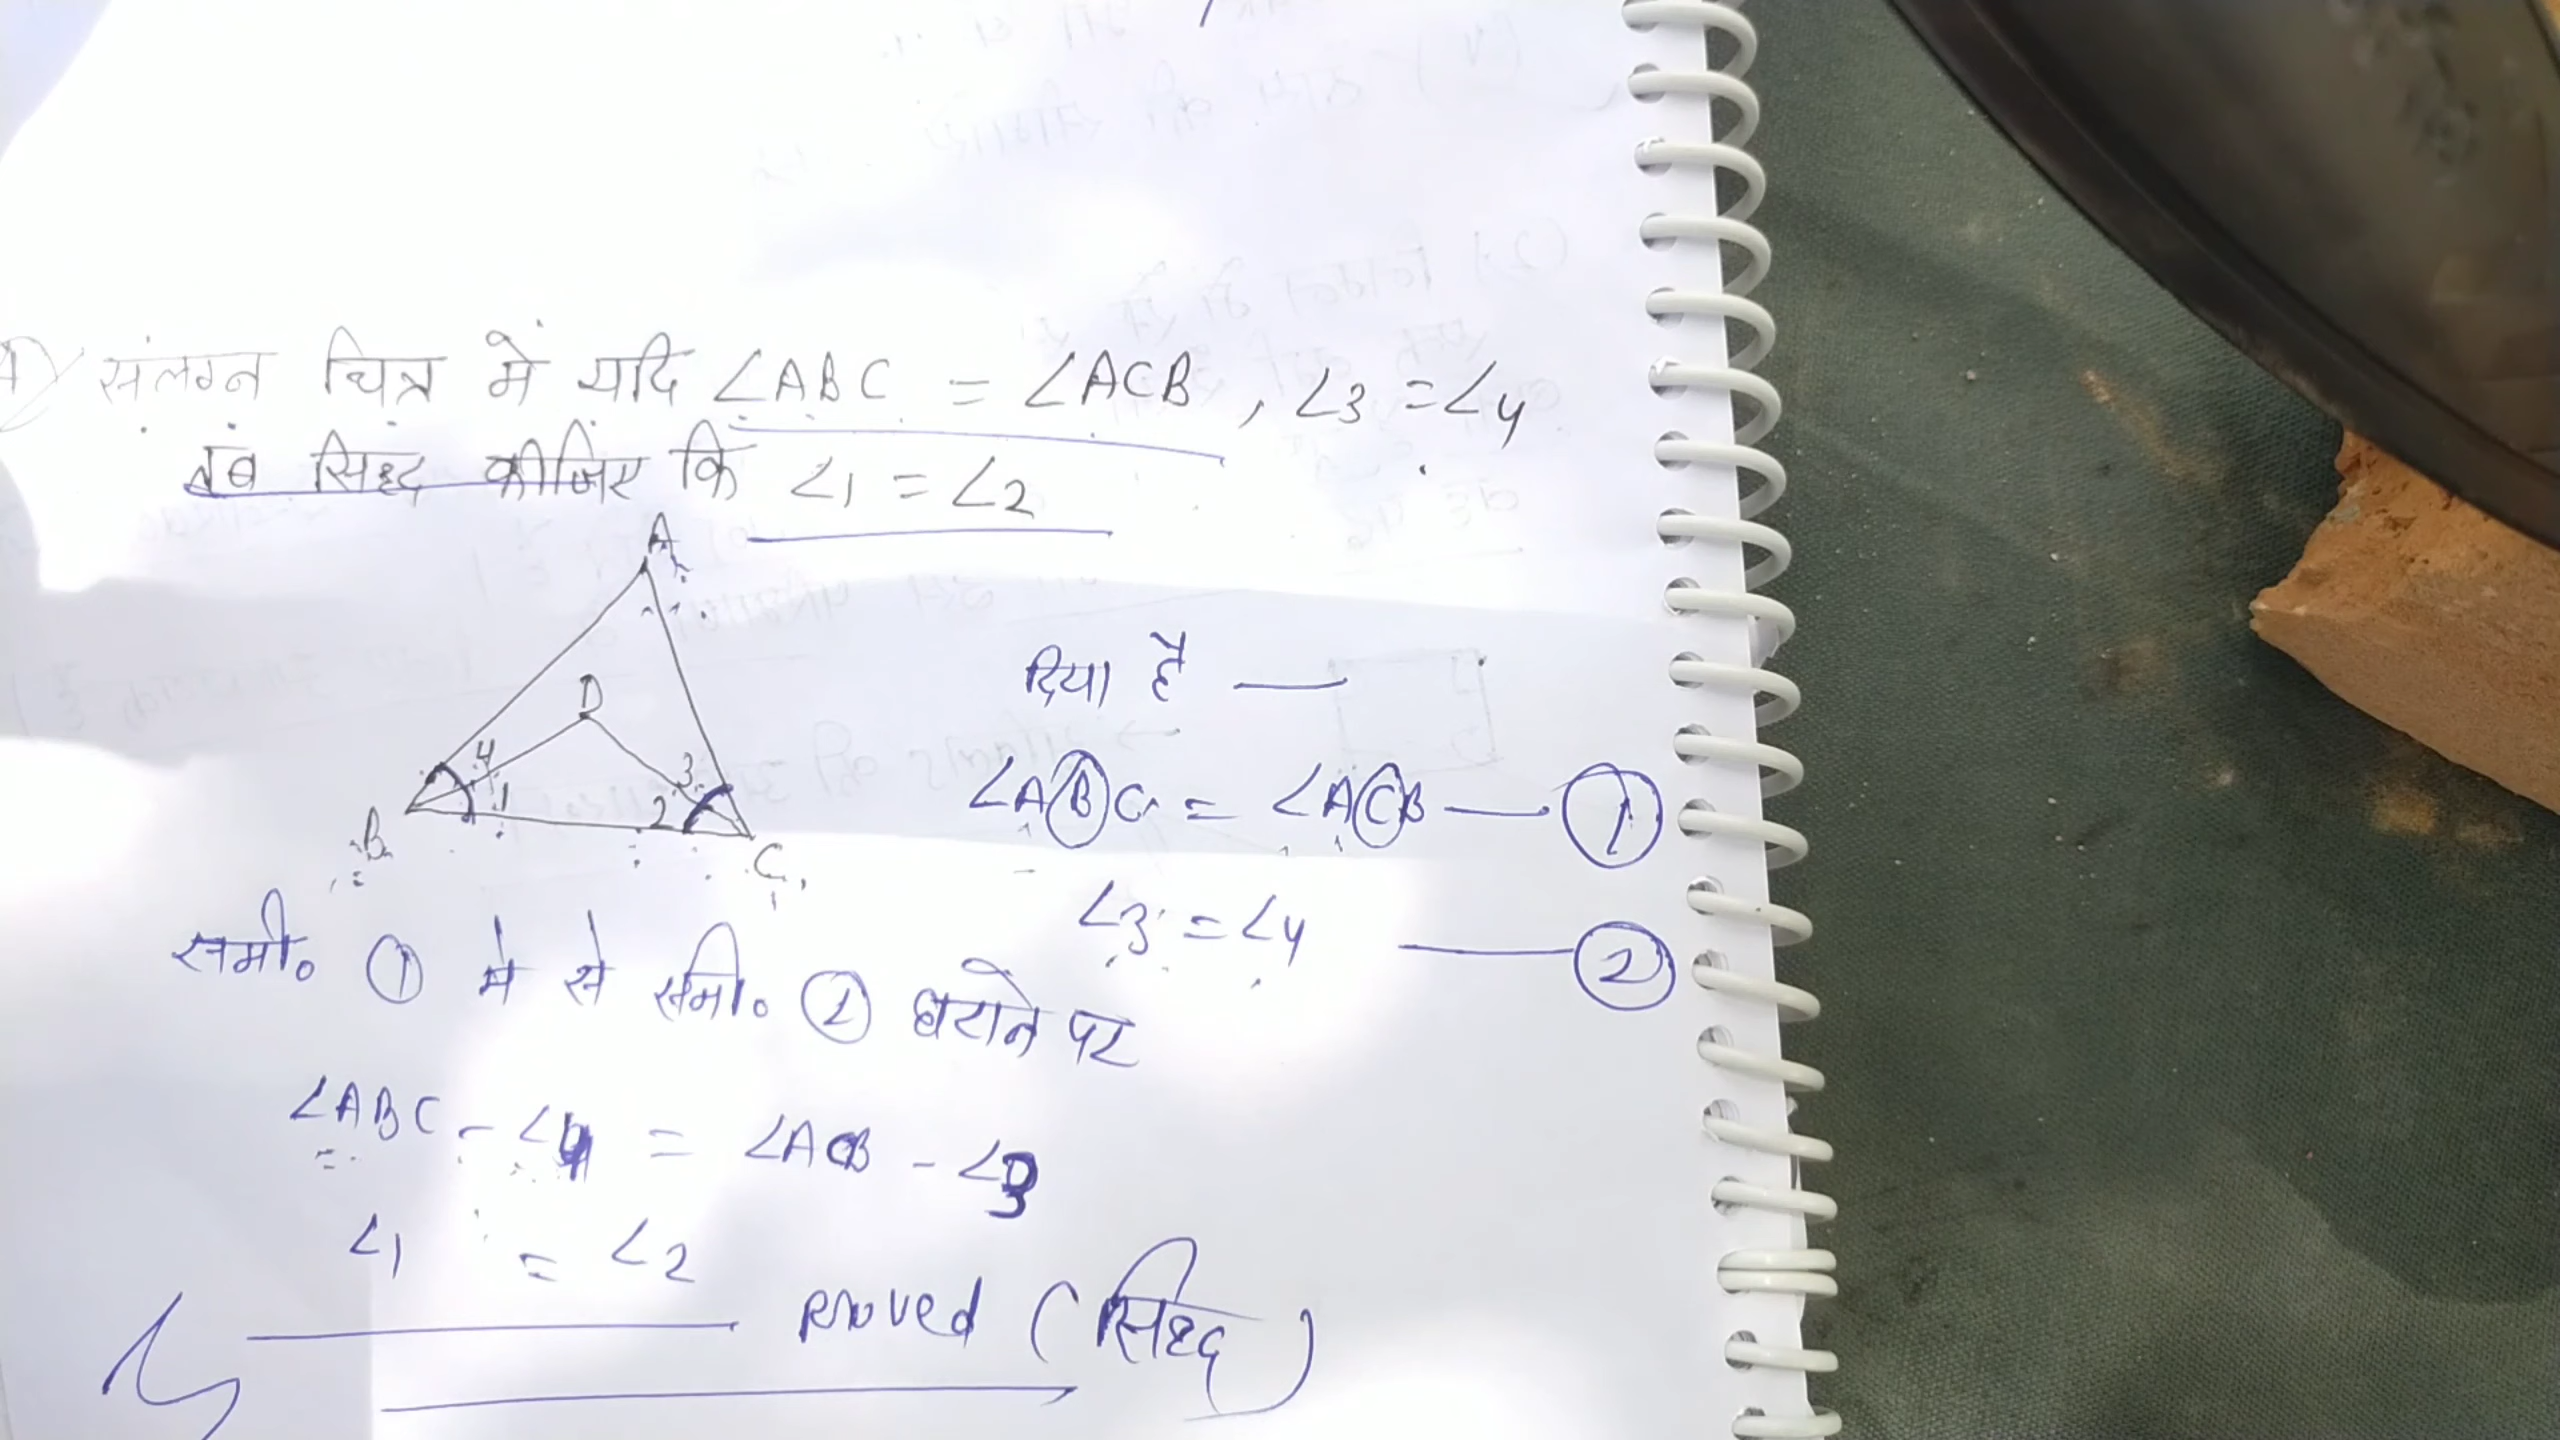 संलग्न चित्र में यदि ∠ABC = ∠ACB, ∠3 = ∠4
तब सिद्ध कीजिए कि ∠1 = ∠2
A
D
4 3
1 2
B C
दिया है —
∠ABC = ∠ACB — ①
∠3 = ∠4 — ②
समी० ① मे से समी० ② घटाने पर
∠ABC - ∠4 = ∠ACB - ∠3
∠1 = ∠2
proved (सिद्ध)